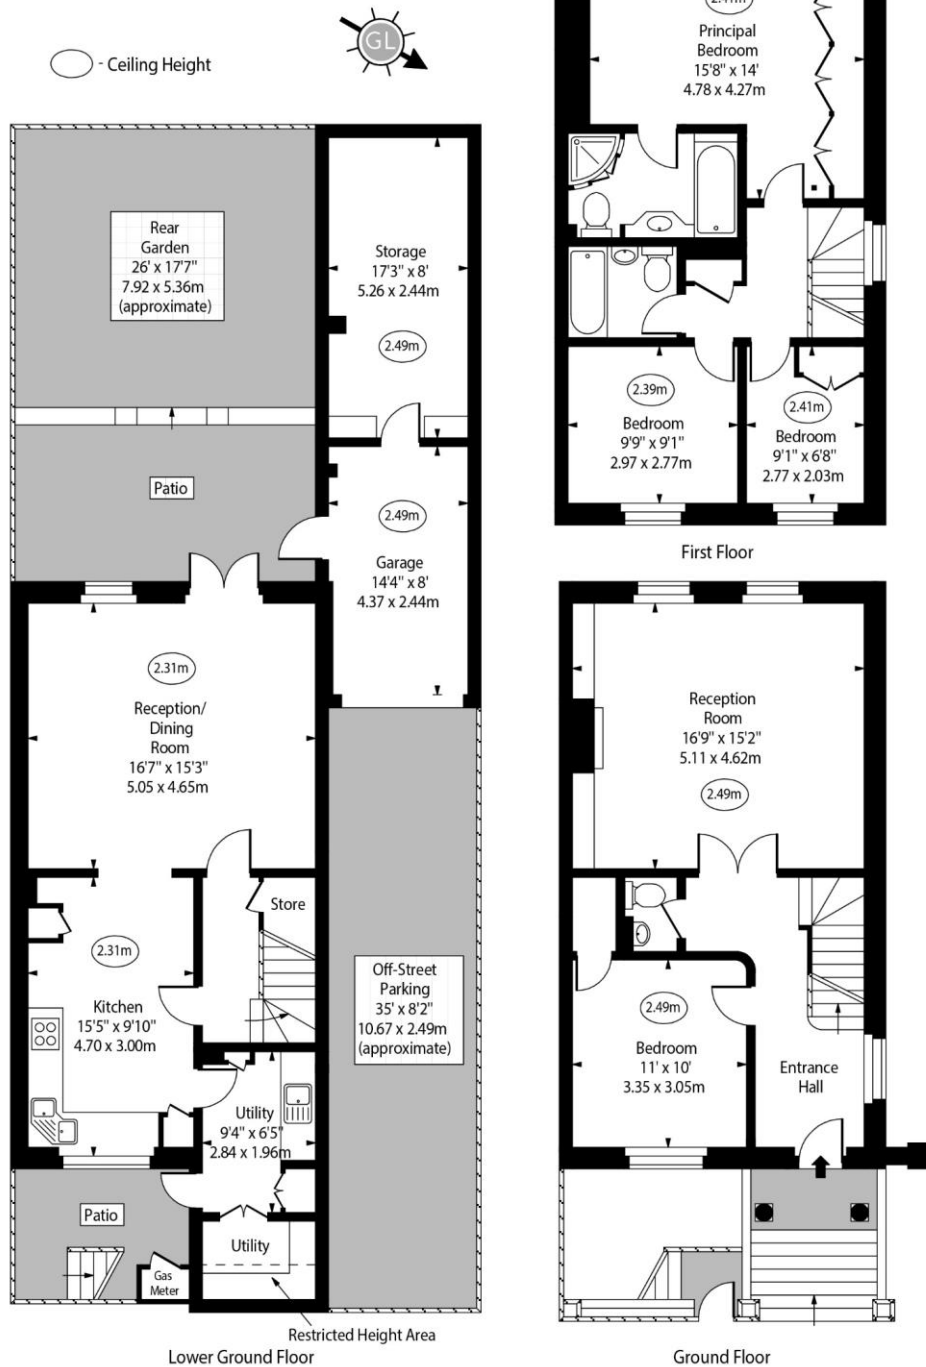 - Ceiling Height
GL
Rear
Garden
26' x 17'7"
7.92 x 5.36m
(approximate)
Storage
17'3" x 8'
5.26 x 2.44m
2.49m
Patio
2.49m
Garage
14'4" x 8'
4.37 x 2.44m
2.31m
Reception/
Dining
Room
16'7" x 15'3"
5.05 x 4.65m
Store
2.31m
Kitchen
15'5" x 9'10"
4.70 x 3.00m
Off-Street
Parking
35' x 8'2"
10.67 x 2.49m
(approximate)
Utility
9'4" x 6'5"
2.84 x 1.96m
Patio
Gas
Meter
Utility
Restricted Height Area
Lower Ground Floor
Principal
Bedroom
15'8" x 14'
4.78 x 4.27m
2.39m
Bedroom
9'9" x 9'1"
2.97 x 2.77m
2.41m
Bedroom
9'1" x 6'8"
2.77 x 2.03m
First Floor
Reception
Room
16'9" x 15'2"
5.11 x 4.62m
2.49m
2.49m
Bedroom
11' x 10'
3.35 x 3.05m
Entrance
Hall
Ground Floor